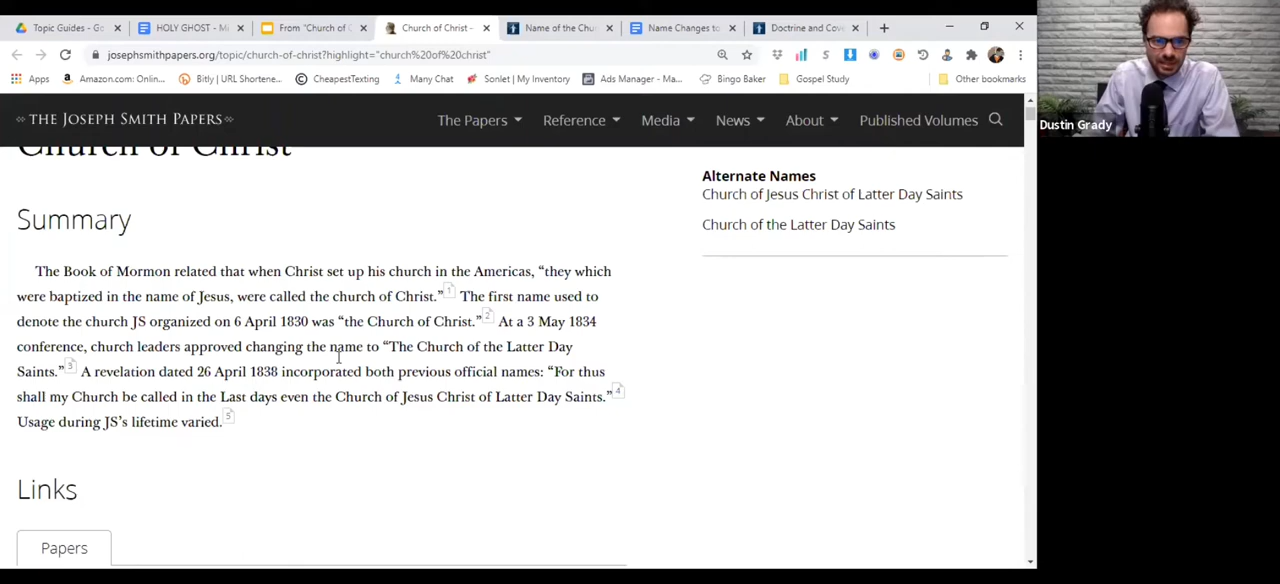 Topic Guides - Go
HOLY GHOST - Mi
From "Church of C
Church of Christ -
Name of the Chur
Name Changes to
Doctrine and Cov
josephsmithpapers.org/topic/church-of-christ?highlight="church%20of%20christ"
Apps
Amazon.com: Onlin...
Bitly | URL Shortene...
CheapestTexting
Many Chat
Sonlet | My Inventory
Ads Manager - Ma...
Bingo Baker
Gospel Study
Other bookmarks
THE JOSEPH SMITH PAPERS
The Papers
Reference
Media
News
About
Published Volumes
Dustin Grady
Church of Christ
Alternate Names
Church of Jesus Christ of Latter Day Saints
Church of the Latter Day Saints
Summary
The Book of Mormon related that when Christ set up his church in the Americas, “they which
were baptized in the name of Jesus, were called the church of Christ.”1 The first name used to
denote the church JS organized on 6 April 1830 was “the Church of Christ.”2 At a 3 May 1834
conference, church leaders approved changing the name to “The Church of the Latter Day
Saints.”3 A revelation dated 26 April 1838 incorporated both previous official names: “For thus
shall my Church be called in the Last days even the Church of Jesus Christ of Latter Day Saints.”4
Usage during JS’s lifetime varied.5
Links
Papers